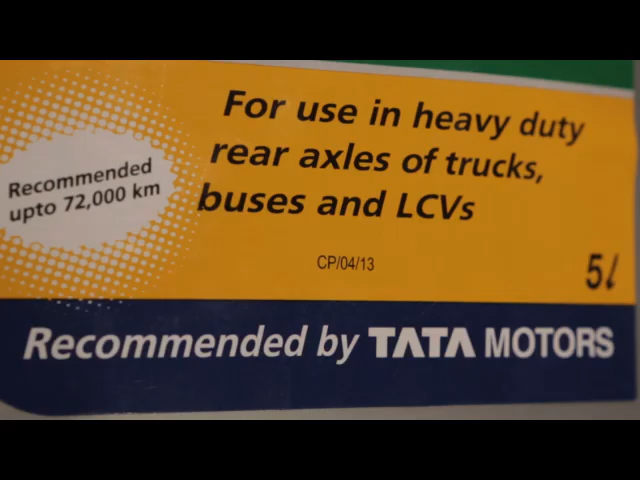 For use in heavy duty
rear axles of trucks,
buses and LCVs
Recommended
upto 72,000 km
CP/04/13
5l
Recommended by TATA MOTORS